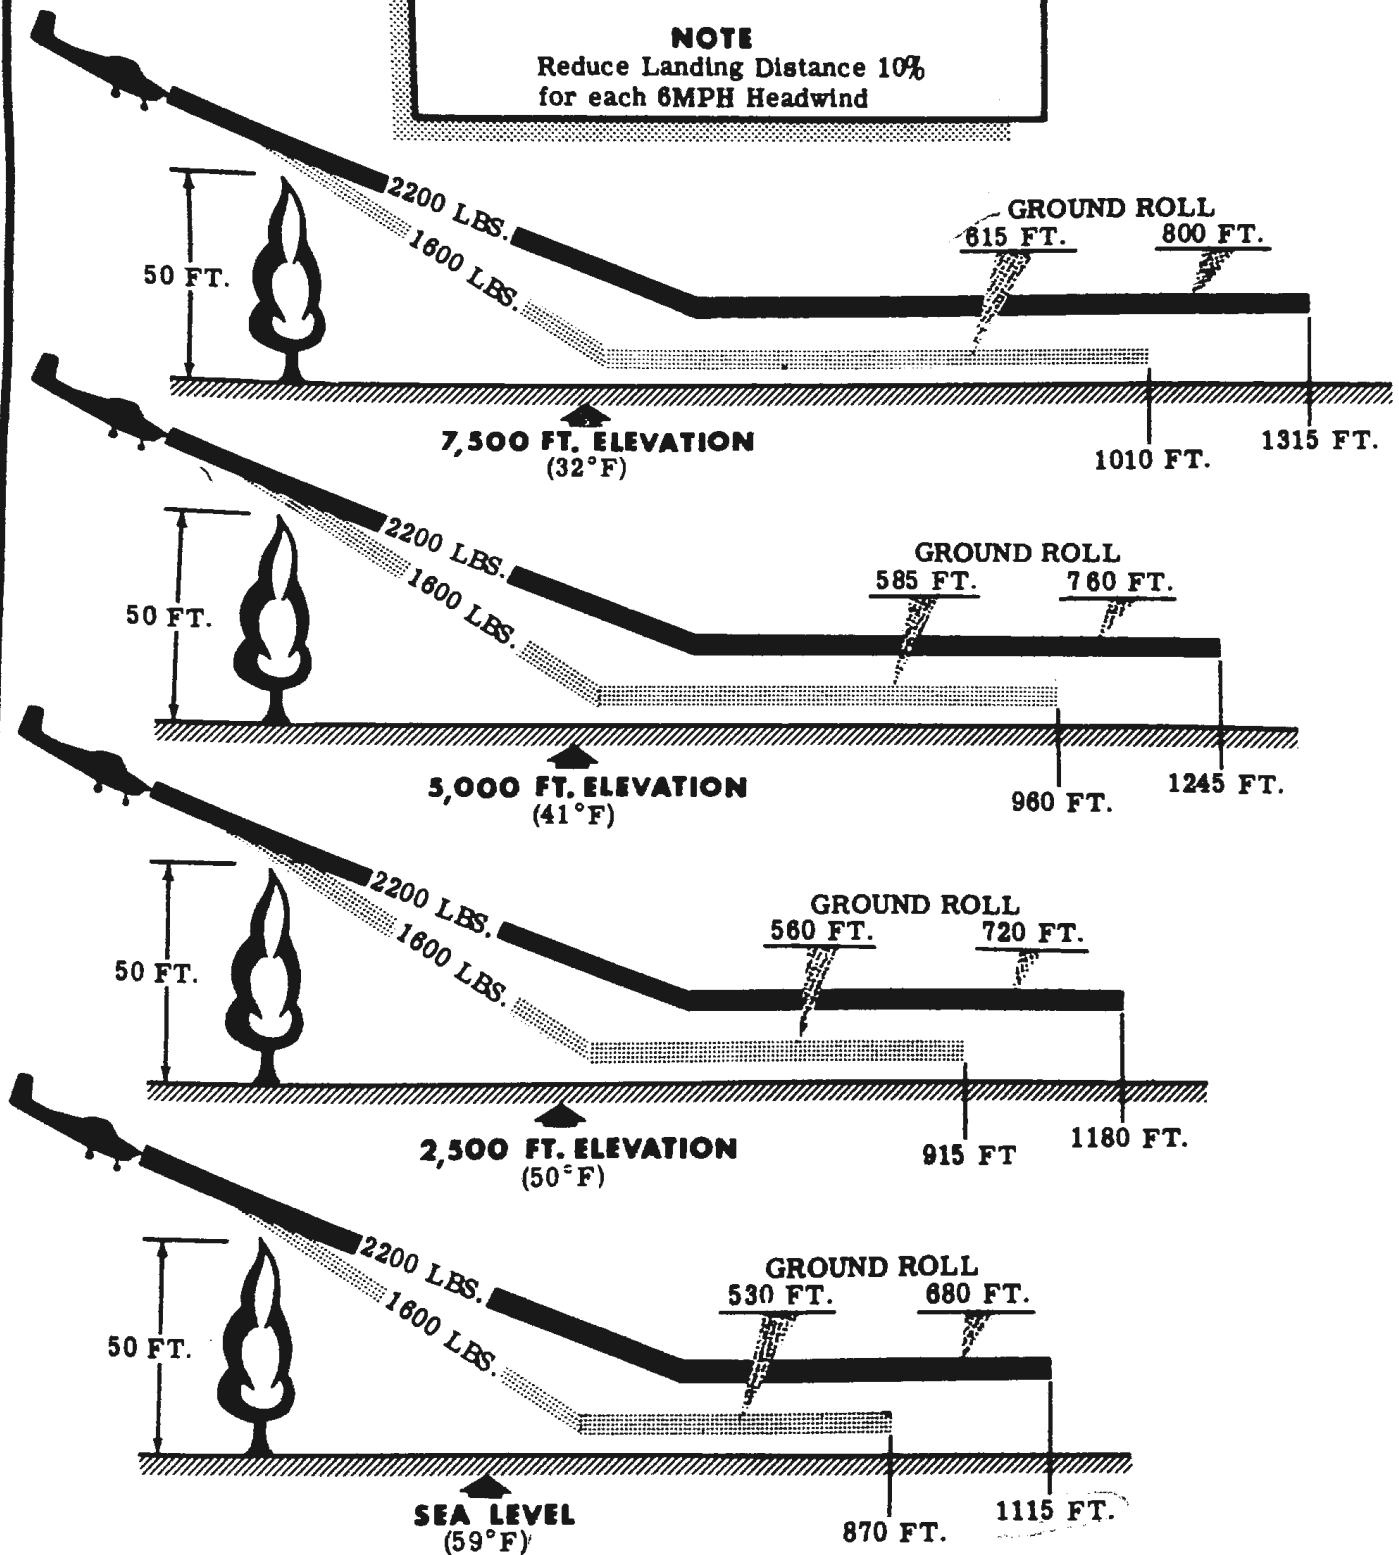 NOTE
Reduce Landing Distance 10%
for each 6MPH Headwind
GROUND ROLL
615 FT. 800 FT.
2200 LBS.
1600 LBS.
50 FT.
7,500 FT. ELEVATION
(32°F)
1010 FT.
1315 FT.
GROUND ROLL
585 FT. 760 FT.
2200 LBS.
1600 LBS.
50 FT.
5,000 FT. ELEVATION
(41°F)
960 FT.
1245 FT.
GROUND ROLL
560 FT. 720 FT.
2200 LBS.
1600 LBS.
50 FT.
2,500 FT. ELEVATION
(50°F)
915 FT
1180 FT.
GROUND ROLL
530 FT. 680 FT.
2200 LBS.
1600 LBS.
50 FT.
SEA LEVEL
(59°F)
870 FT.
1115 FT.